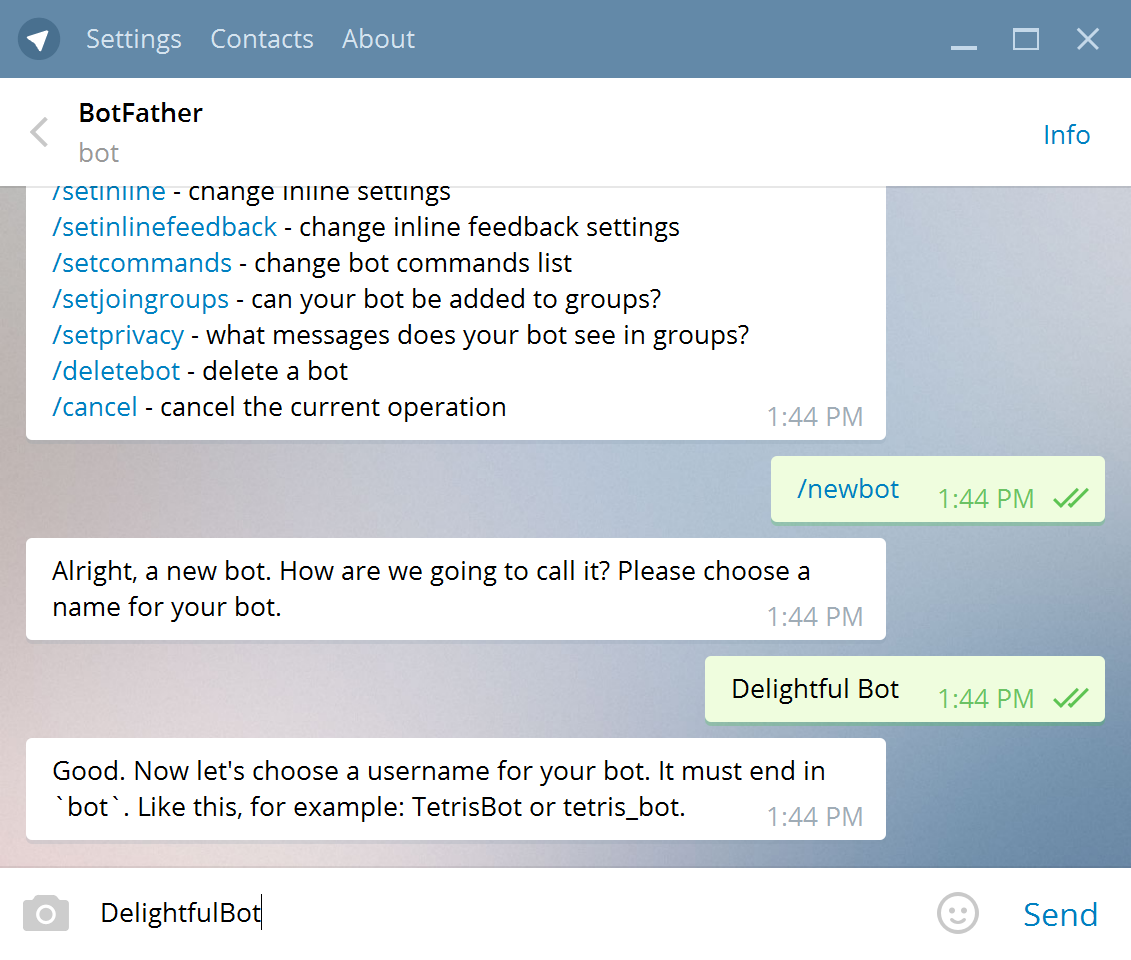 Settings Contacts About
BotFather
bot
Info
/setinline - change inline settings
/setinlinefeedback - change inline feedback settings
/setcommands - change bot commands list
/setjoingroups - can your bot be added to groups?
/setprivacy - what messages does your bot see in groups?
/deletebot - delete a bot
/cancel - cancel the current operation
1:44 PM
/newbot 1:44 PM
Alright, a new bot. How are we going to call it? Please choose a
name for your bot.
1:44 PM
Delightful Bot 1:44 PM
Good. Now let's choose a username for your bot. It must end in
`bot`. Like this, for example: TetrisBot or tetris_bot.
1:44 PM
DelightfulBot
Send